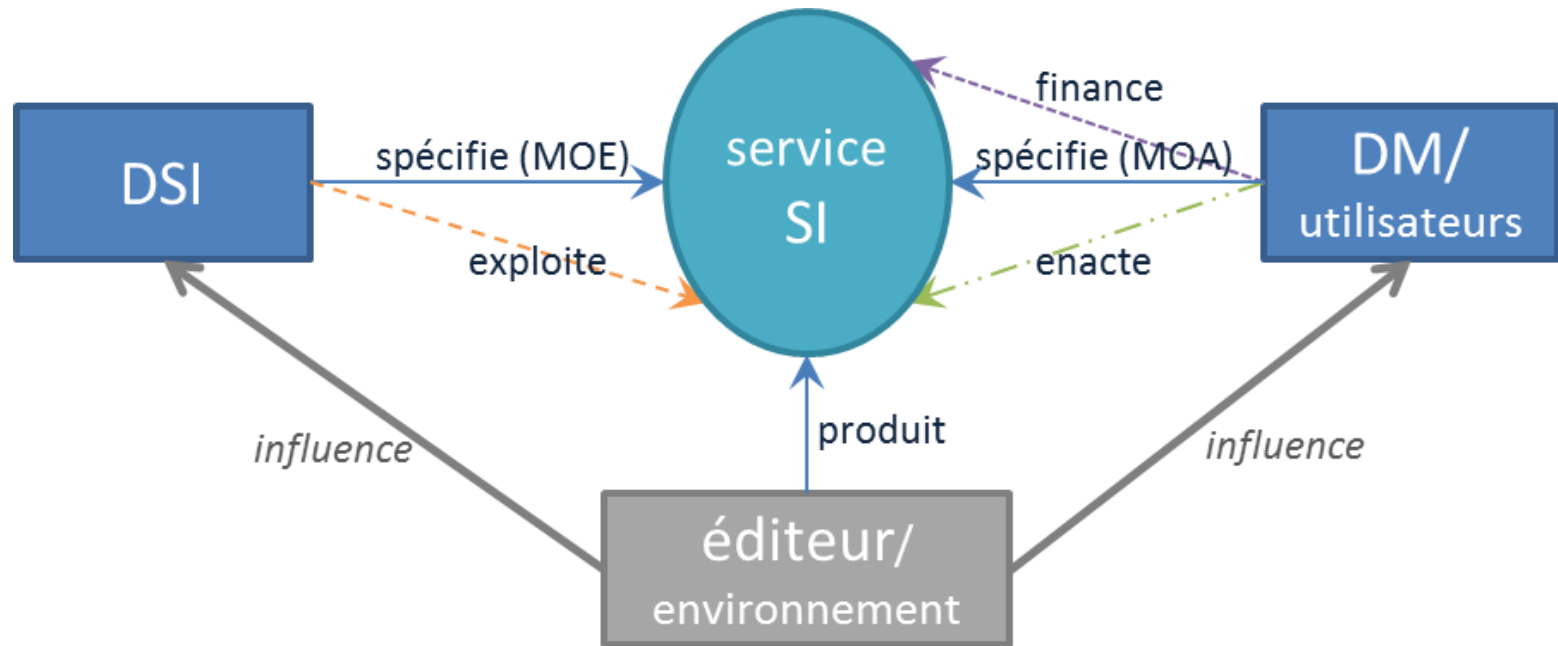 finance
DSI
spécifie (MOE)
service
SI
spécifie (MOA)
DM/
utilisateurs
exploite
enacte
influence
produit
influence
éditeur/
environnement